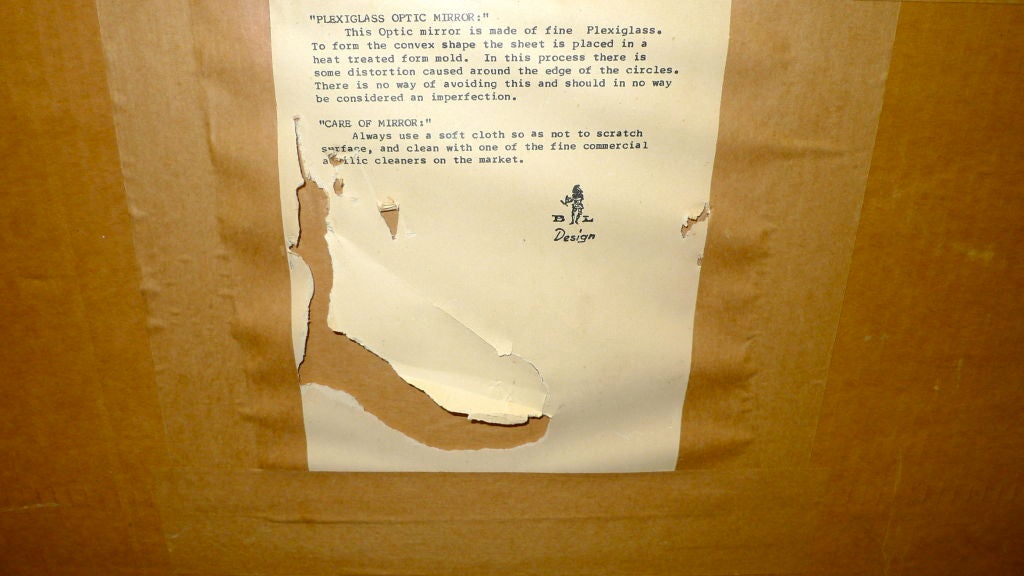 "PLEXIGLASS OPTIC MIRROR:"
This Optic mirror is made of fine Plexiglass.
To form the convex shape the sheet is placed in a
heat treated form mold. In this process there is
some distortion caused around the edge of the circles.
There is no way of avoiding this and should in no way
be considered an imperfection.
"CARE OF MIRROR:"
Always use a soft cloth so as not to scratch
surface, and clean with one of the fine commercial
acrilic cleaners on the market.
B L
Design